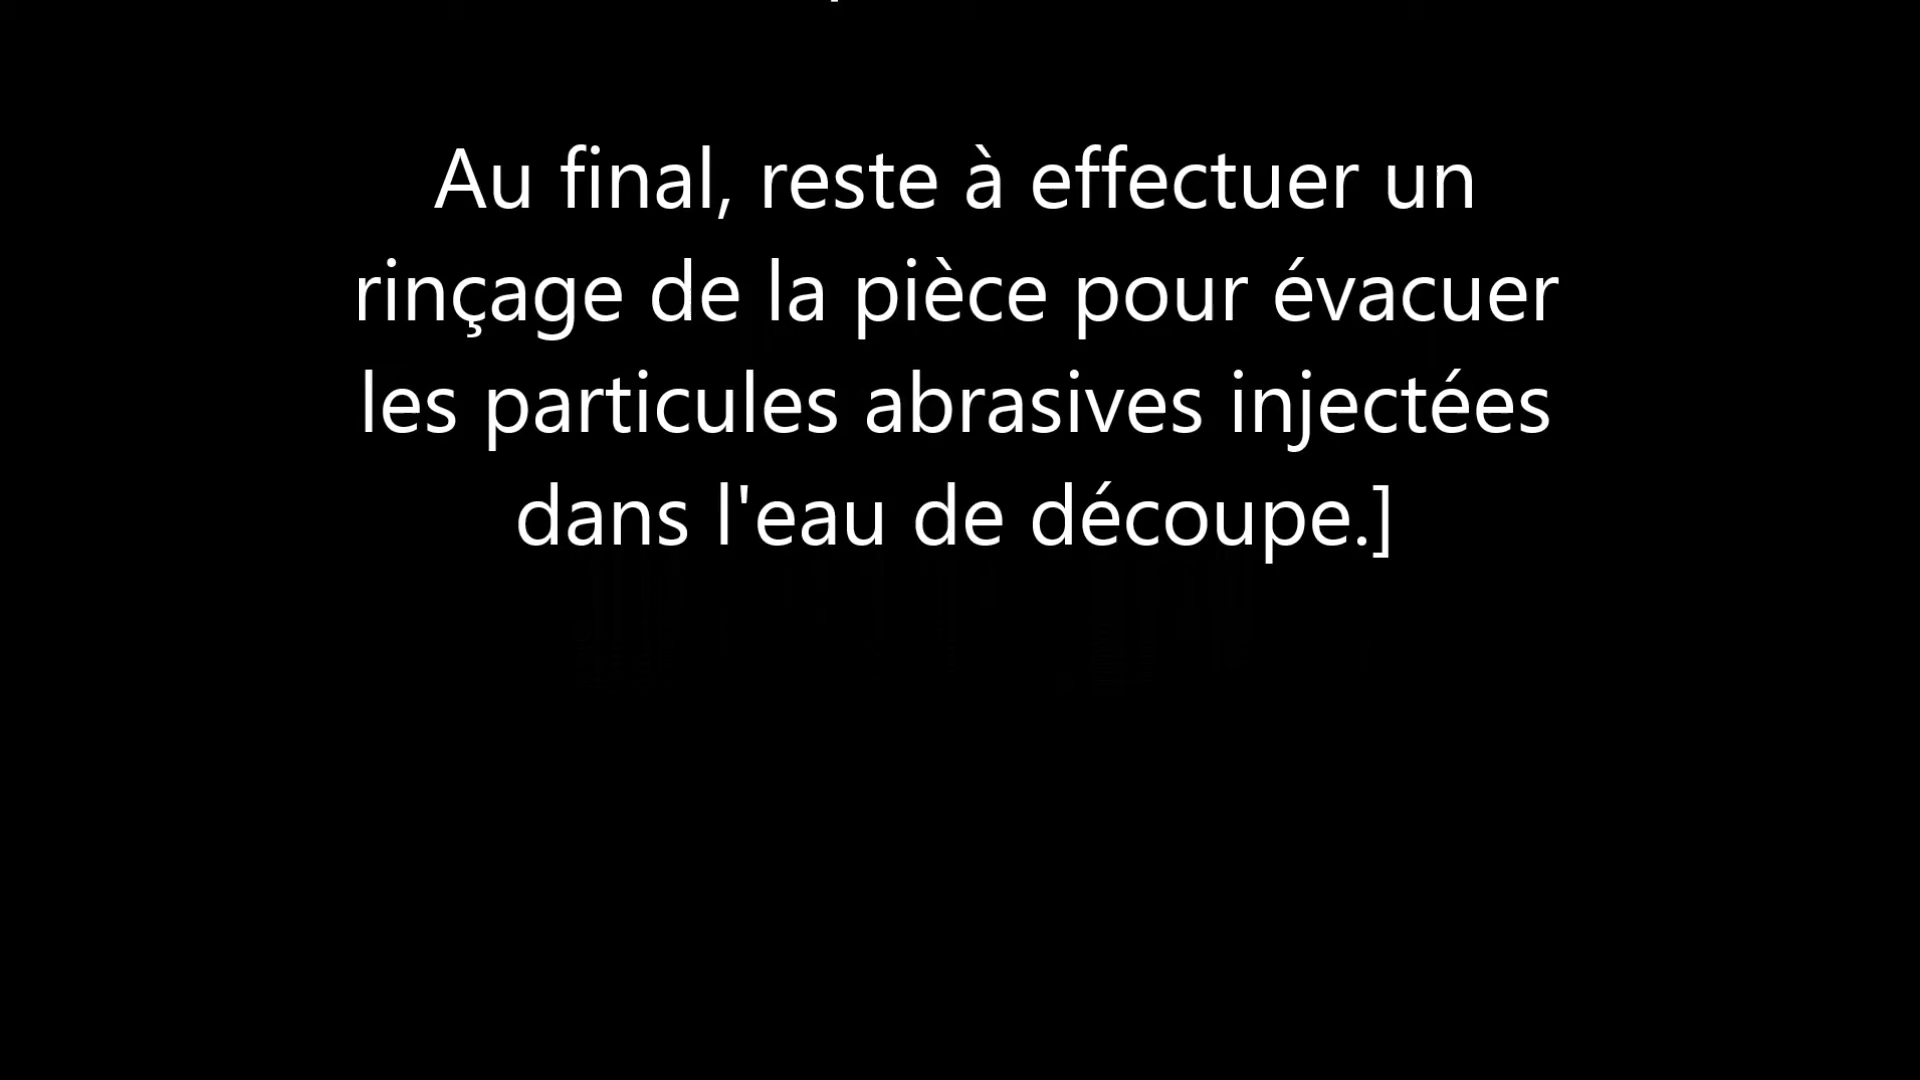 Au final, reste à effectuer un
rinçage de la pièce pour évacuer
les particules abrasives injectées
dans l'eau de découpe.]